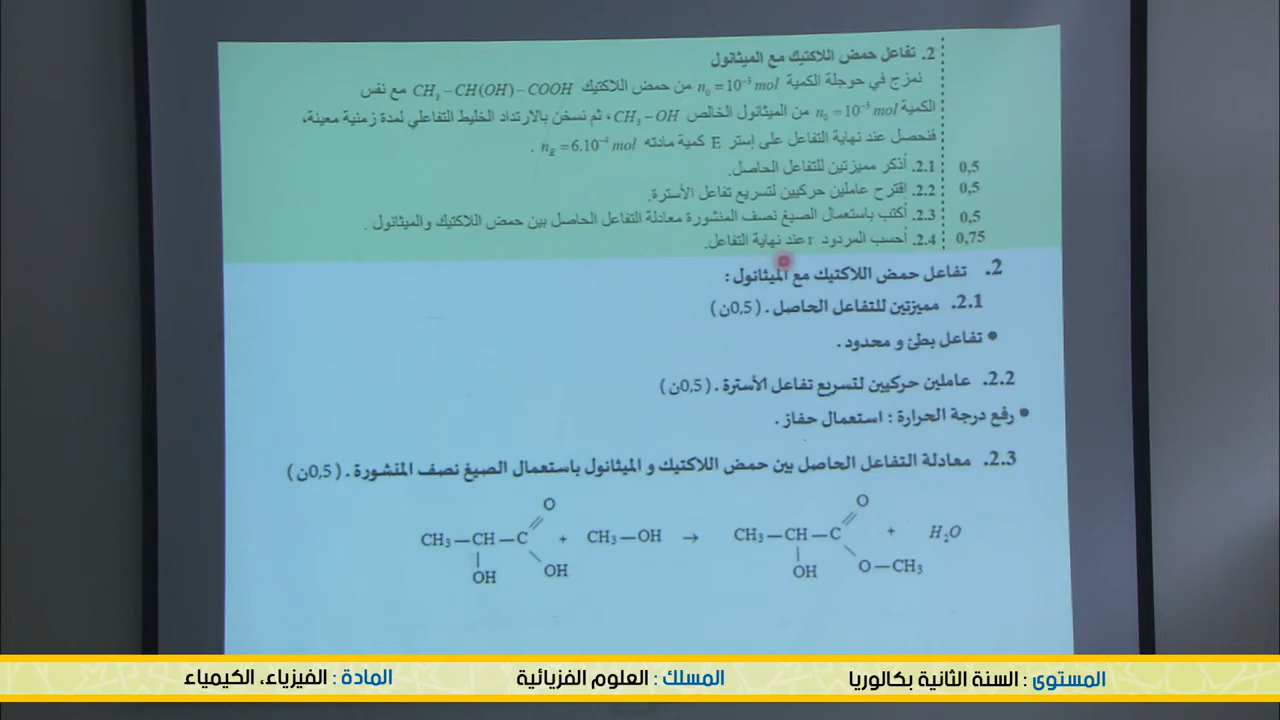 2. تفاعل حمض اللاكتيك مع الميثانول
نمزج في حوجلة الكمية n₀ = 10⁻³ mol من حمض اللاكتيك CH₃ – CH(OH) – COOH مع نفس
الكمية n₀ = 10⁻³ mol من الميثانول الخالص CH₃ – OH، ثم نسخن بالارتداد الخليط التفاعلي لمدة زمنية معينة،
فنحصل عند نهاية التفاعل على إستر E كمية مادته n_E = 6.10⁻⁴ mol .
2.1. أذكر مميزتين للتفاعل الحاصل. 0,5
2.2. إقترح عاملين حركيين لتسريع تفاعل الأسترة. 0,5
2.3. أكتب باستعمال الصيغ نصف المنشورة معادلة التفاعل الحاصل بين حمض اللاكتيك والميثانول . 0,5
2.4. أحسب المردود r عند نهاية التفاعل. 0,75
2. تفاعل حمض اللاكتيك مع الميثانول :
2.1. مميزتين للتفاعل الحاصل . (0,5ن)
• تفاعل بطئ و محدود .
2.2. عاملين حركيين لتسريع تفاعل الأسترة . (0,5ن)
• رفع درجة الحرارة : استعمال حفاز .
2.3. معادلة التفاعل الحاصل بين حمض اللاكتيك و الميثانول باستعمال الصيغ نصف المنشورة . (0,5ن)
O O
CH₃—CH—C + CH₃—OH → CH₃—CH—C + H₂O
OH OH OH O—CH₃
المستوى : السنة الثانية بكالوريا المسلك : العلوم الفزيائية المادة : الفيزياء، الكيمياء